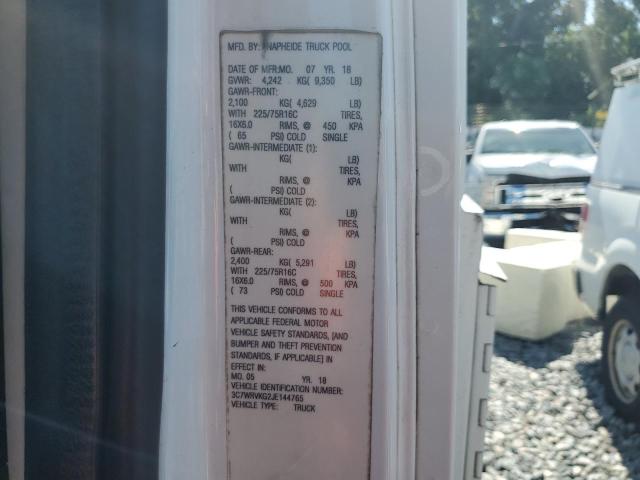 MFD. BY: KNAPHEIDE TRUCK POOL
DATE OF MFR:MO. 07 YR. 18
GVWR: 4,242 KG( 9,350 LB)
GAWR-FRONT:
2,100 KG( 4,629 LB)
WITH 225/75R16C TIRES,
16X6.0 RIMS, @ 450 KPA
( 65 PSI) COLD SINGLE
GAWR-INTERMEDIATE (1):
KG( LB)
WITH TIRES,
RIMS, @ KPA
( PSI) COLD
GAWR-INTERMEDIATE (2):
KG( LB)
WITH TIRES,
RIMS, @ KPA
( PSI) COLD
GAWR-REAR:
2,400 KG( 5,291 LB)
WITH 225/75R16C TIRES,
16X6.0 RIMS, @ 500 KPA
( 73 PSI) COLD SINGLE
THIS VEHICLE CONFORMS TO ALL
APPLICABLE FEDERAL MOTOR
VEHICLE SAFETY STANDARDS, [AND
BUMPER AND THEFT PREVENTION
STANDARDS, IF APPLICABLE] IN
EFFECT IN:
MO. 05 YR. 18
VEHICLE IDENTIFICATION NUMBER:
3C7WRVKG2JE144765
VEHICLE TYPE: TRUCK